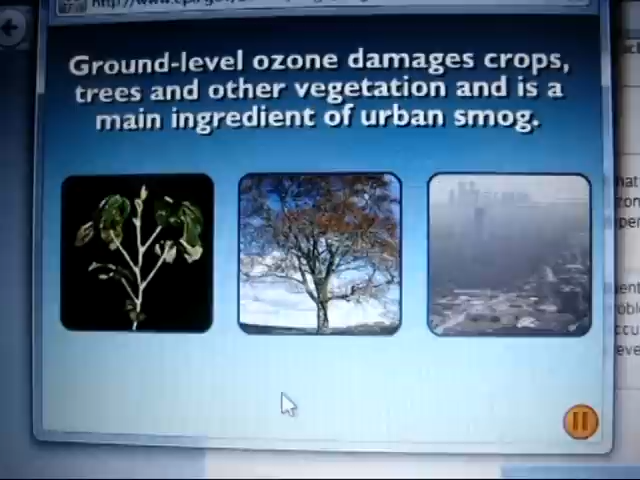 Ground-level ozone damages crops,
trees and other vegetation and is a
main ingredient of urban smog.